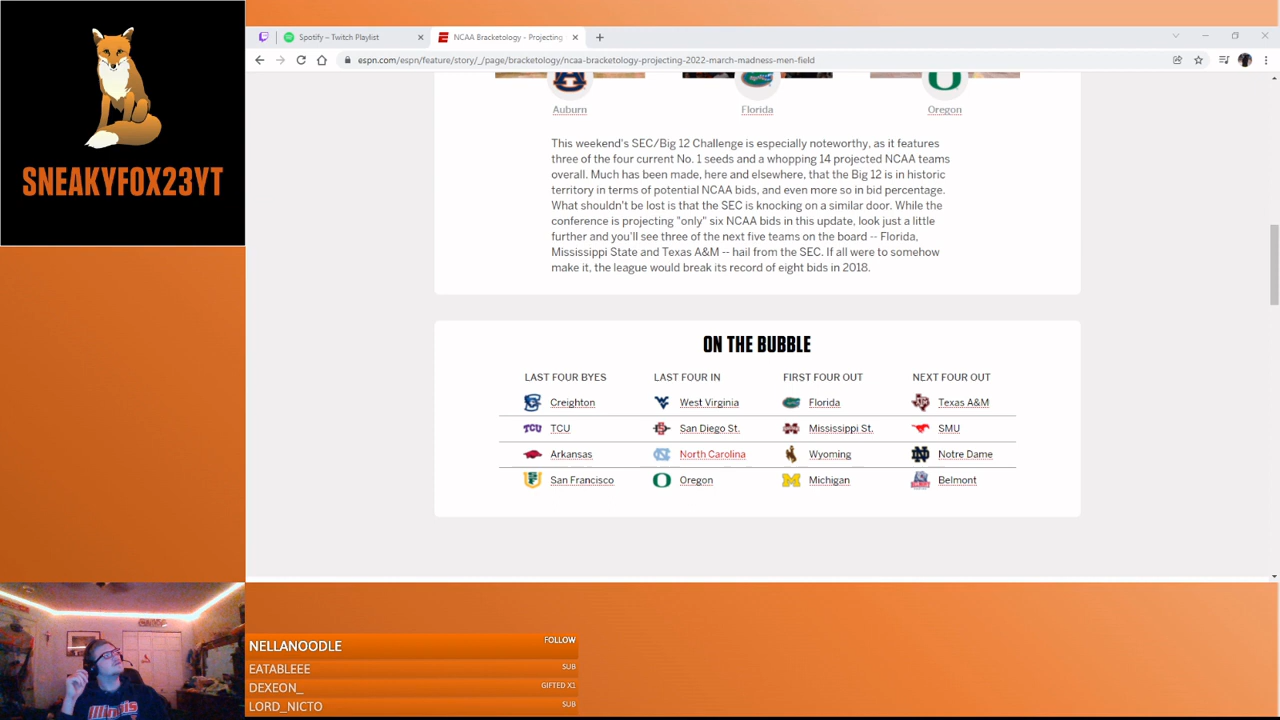 SNEAKYFOX23YT
Spotify – Twitch Playlist
NCAA Bracketology - Projecting
espn.com/espn/feature/story/_/page/bracketology/ncaa-bracketology-projecting-2022-march-madness-men-field
Auburn
Florida
Oregon
This weekend's SEC/Big 12 Challenge is especially noteworthy, as it features
three of the four current No. 1 seeds and a whopping 14 projected NCAA teams
overall. Much has been made, here and elsewhere, that the Big 12 is in historic
territory in terms of potential NCAA bids, and even more so in bid percentage.
What shouldn't be lost is that the SEC is knocking on a similar door. While the
conference is projecting "only" six NCAA bids in this update, look just a little
further and you'll see three of the next five teams on the board -- Florida,
Mississippi State and Texas A&M -- hail from the SEC. If all were to somehow
make it, the league would break its record of eight bids in 2018.
ON THE BUBBLE
LAST FOUR BYES LAST FOUR IN FIRST FOUR OUT NEXT FOUR OUT
Creighton West Virginia Florida Texas A&M
TCU TCU San Diego St. Mississippi St. SMU
Arkansas North Carolina Wyoming Notre Dame
San Francisco Oregon Michigan Belmont
NELLANOODLE FOLLOW
EATABLEEE SUB
DEXEON_ GIFTED X1
LORD_NICTO SUB